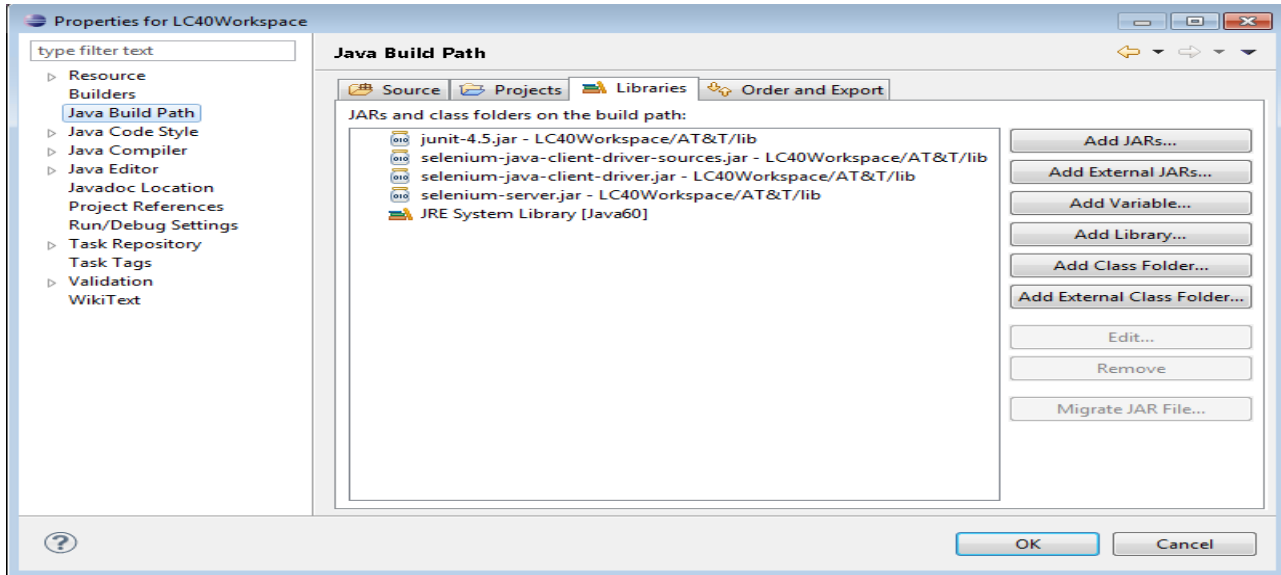 Properties for LC40Workspace
type filter text
Resource
Builders
Java Build Path
Java Code Style
Java Compiler
Java Editor
Javadoc Location
Project References
Run/Debug Settings
Task Repository
Task Tags
Validation
WikiText
Java Build Path
Source Projects Libraries Order and Export
JARs and class folders on the build path:
junit-4.5.jar - LC40Workspace/AT&T/lib
selenium-java-client-driver-sources.jar - LC40Workspace/AT&T/lib
selenium-java-client-driver.jar - LC40Workspace/AT&T/lib
selenium-server.jar - LC40Workspace/AT&T/lib
JRE System Library [Java60]
Add JARs...
Add External JARs...
Add Variable...
Add Library...
Add Class Folder...
Add External Class Folder...
Edit...
Remove
Migrate JAR File...
?
OK Cancel